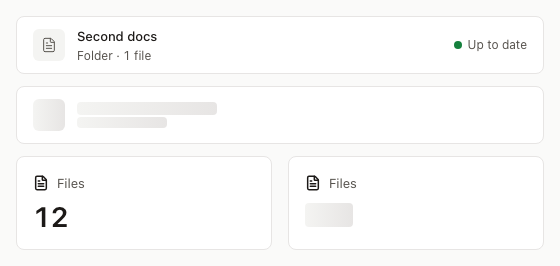 Second docs
Folder · 1 file
Up to date
Files
12
Files